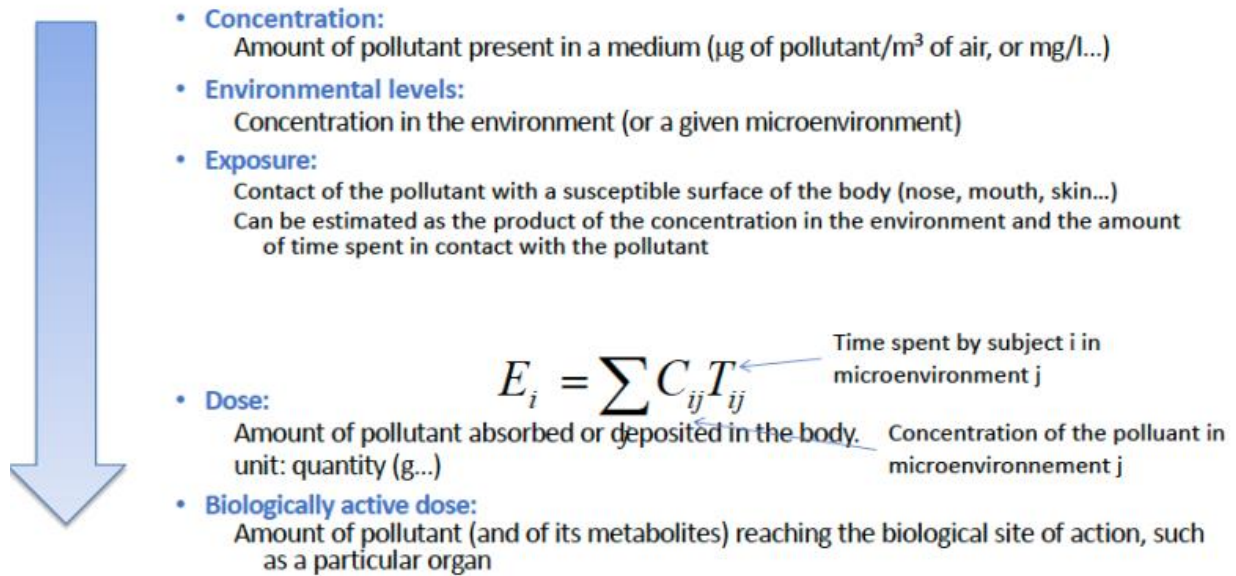 • Concentration:
Amount of pollutant present in a medium (μg of pollutant/m³ of air, or mg/l...)
• Environmental levels:
Concentration in the environment (or a given microenvironment)
• Exposure:
Contact of the pollutant with a susceptible surface of the body (nose, mouth, skin...)
Can be estimated as the product of the concentration in the environment and the amount
of time spent in contact with the pollutant
Time spent by subject i in
microenvironment j
E_i = ∑_j C_ij T_ij
• Dose:
Amount of pollutant absorbed or deposited in the body.
unit: quantity (g...)
Concentration of the polluant in
microenvironnement j
• Biologically active dose:
Amount of pollutant (and of its metabolites) reaching the biological site of action, such
as a particular organ